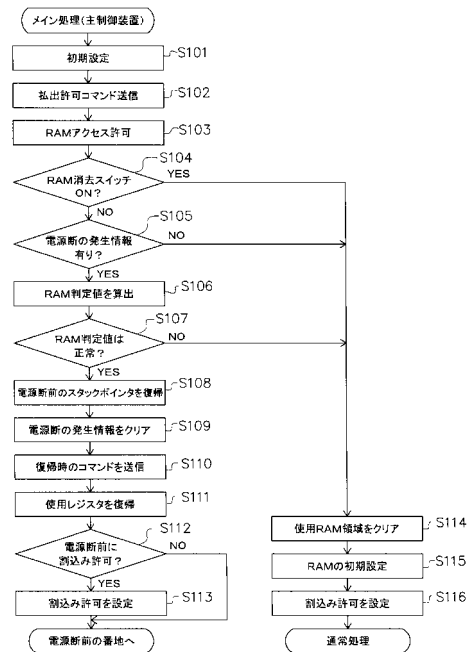 メイン処理(主制御装置)
初期設定
S101
払出許可コマンド送信
S102
RAMアクセス許可
S103
RAM消去スイッチ
ON?
S104
YES
NO
電源断の発生情報
有り?
S105
NO
YES
RAM判定値を算出
S106
RAM判定値は
正常?
S107
NO
YES
電源断前のスタックポインタを復帰
S108
電源断の発生情報をクリア
S109
復帰時のコマンドを送信
S110
使用レジスタを復帰
S111
電源断前に
割込み許可?
S112
NO
YES
割込み許可を設定
S113
電源断前の番地へ
使用RAM領域をクリア
S114
RAMの初期設定
S115
割込み許可を設定
S116
通常処理